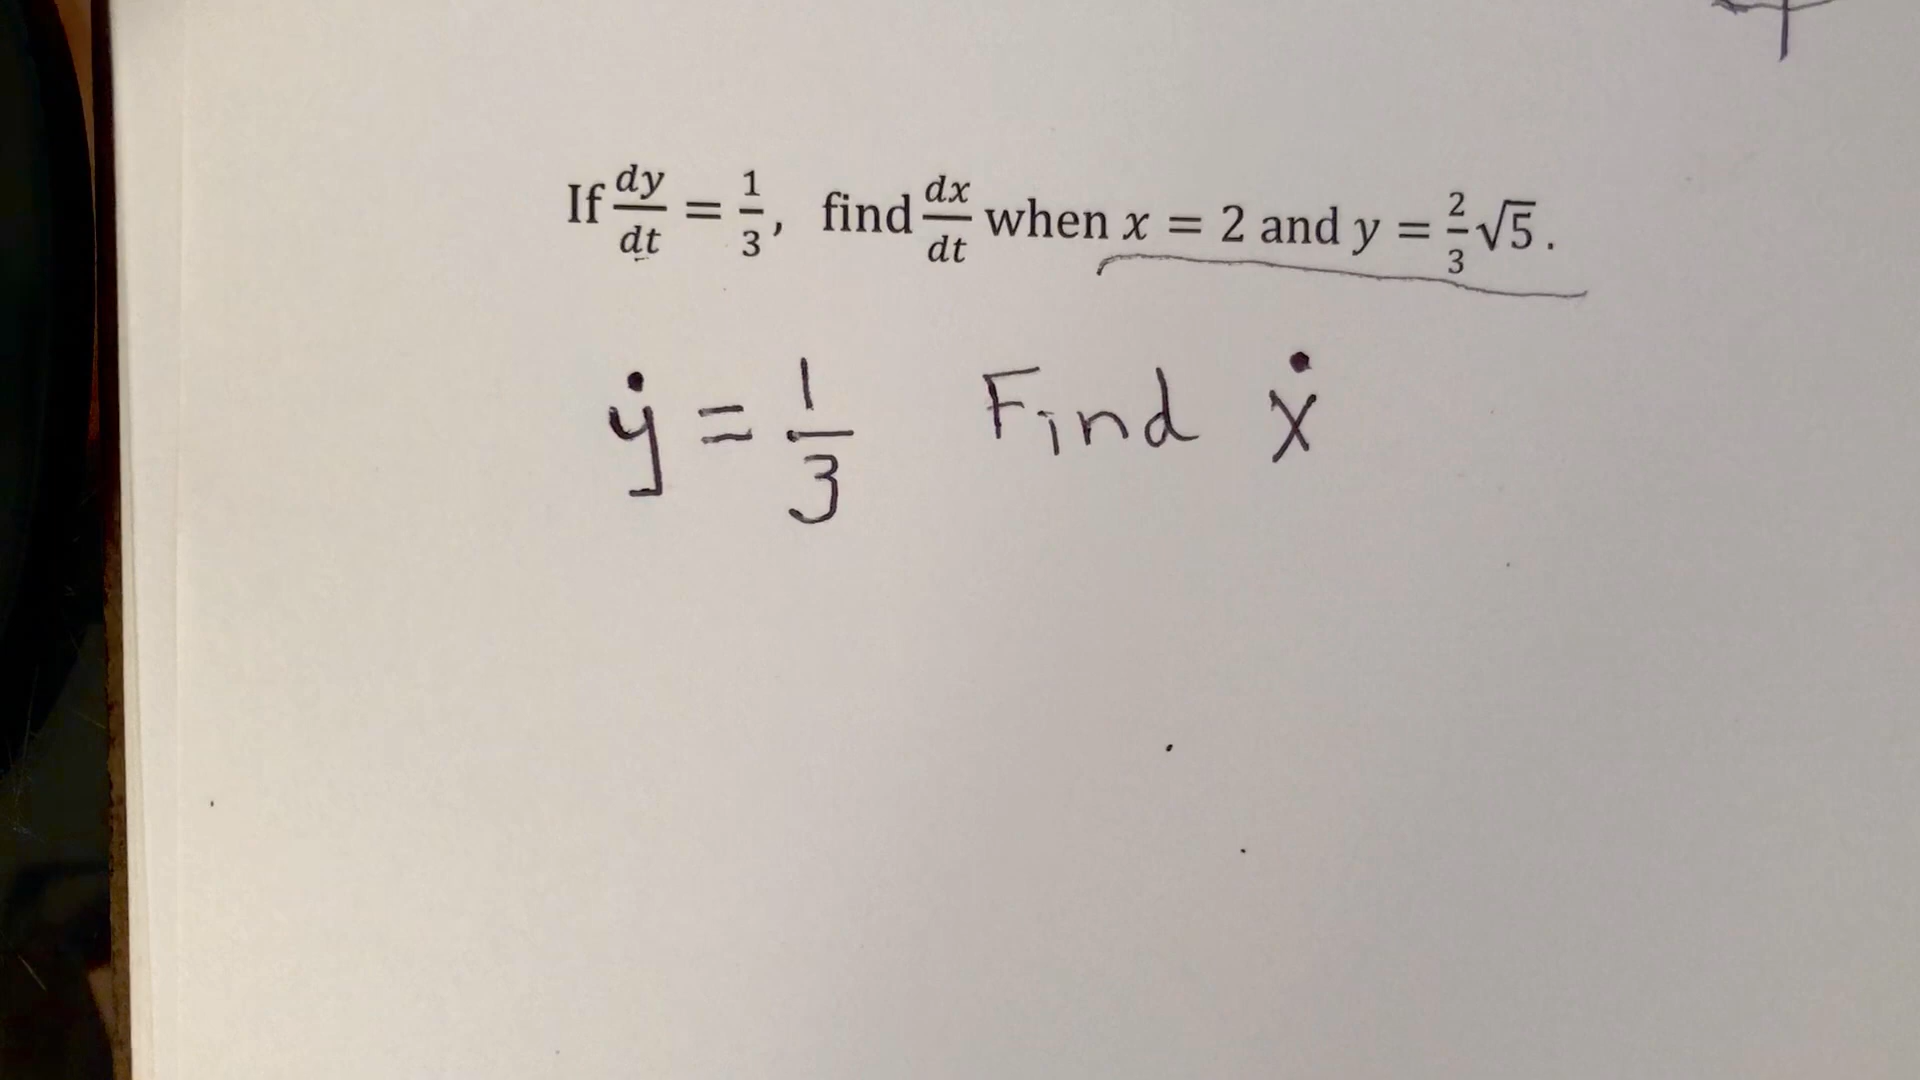 If dy/dt = 1/3, find dx/dt when x = 2 and y = 2/3 √5 .
ẏ = 1/3 Find ẋ